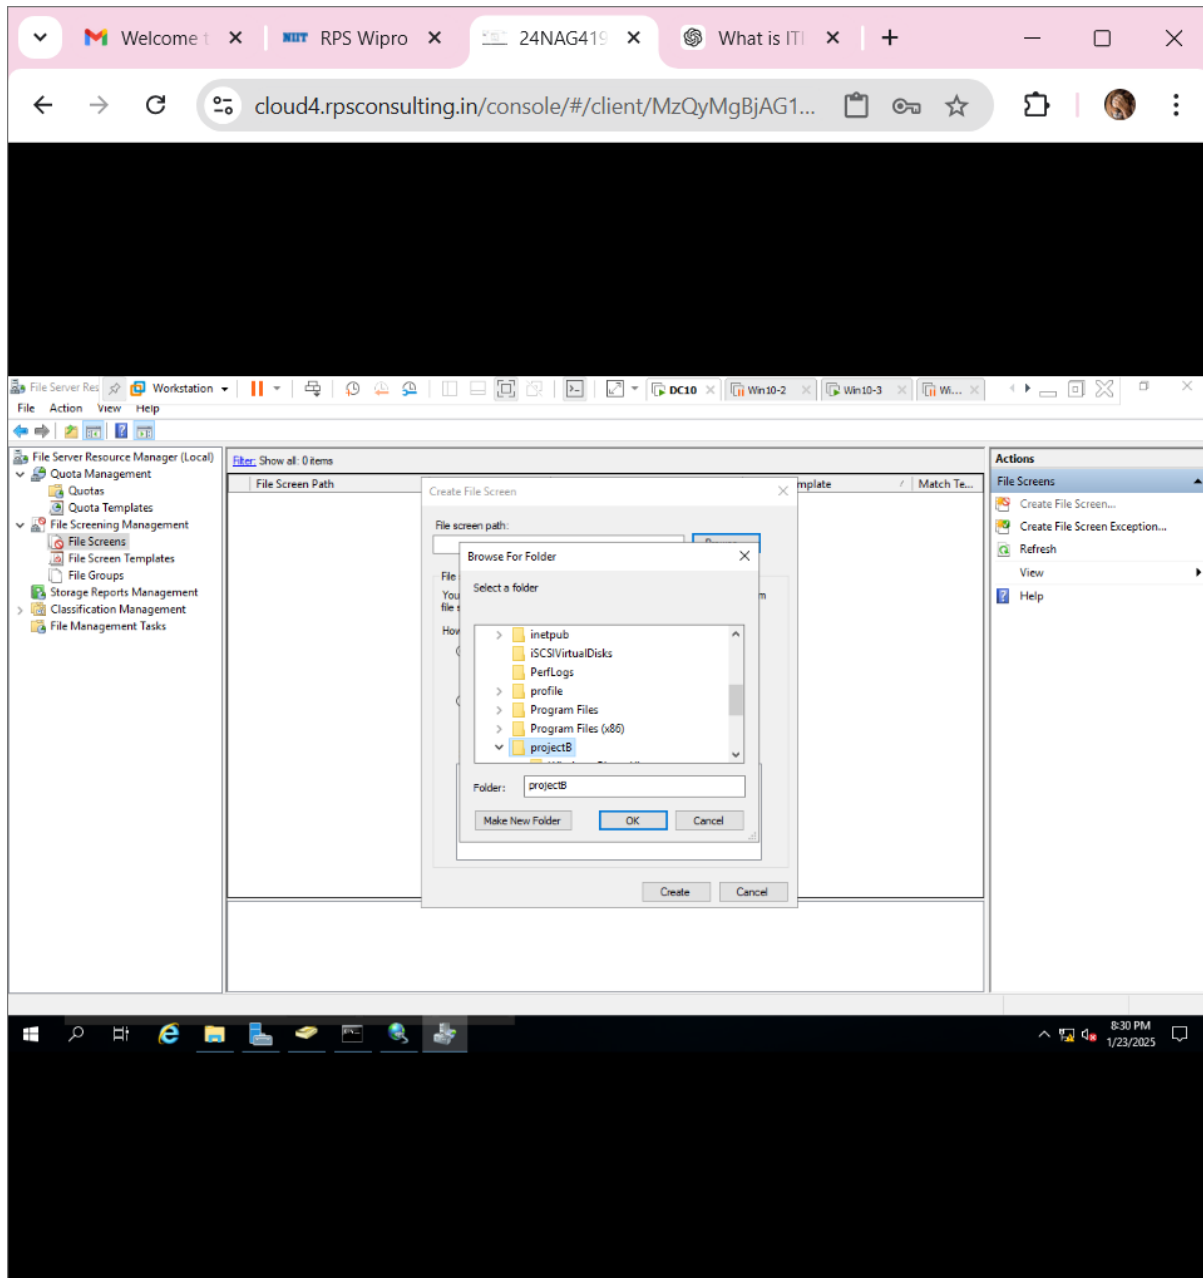 Welcome t
NIIT RPS Wipro
24NAG419
What is ITI
cloud4.rpsconsulting.in/console/#/client/MzQyMgBjAG1...
File Server Res
Workstation
DC10
Win10-2
Win10-3
Wi...
File Action View Help
File Server Resource Manager (Local)
Quota Management
Quotas
Quota Templates
File Screening Management
File Screens
File Screen Templates
File Groups
Storage Reports Management
Classification Management
File Management Tasks
Filter: Show all: 0 items
File Screen Path
mplate
Match Te...
Create File Screen
File screen path:
File
You
m
file s
How
Browse For Folder
Select a folder
inetpub
iSCSIVirtualDisks
PerfLogs
profile
Program Files
Program Files (x86)
projectB
Folder: projectB
Make New Folder
OK
Cancel
Create
Cancel
Actions
File Screens
Create File Screen...
Create File Screen Exception...
Refresh
View
Help
8:30 PM
1/23/2025